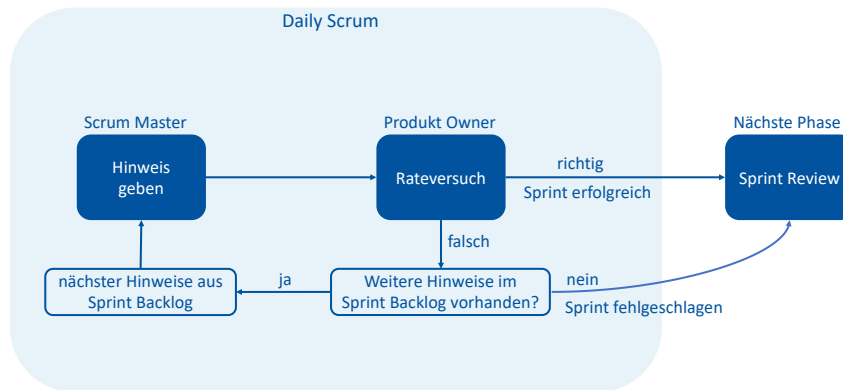 Daily Scrum
Scrum Master
Produkt Owner
Nächste Phase
Hinweis
geben
Rateversuch
richtig
Sprint erfolgreich
Sprint Review
falsch
nächster Hinweise aus
Sprint Backlog
ja
Weitere Hinweise im
Sprint Backlog vorhanden?
nein
Sprint fehlgeschlagen